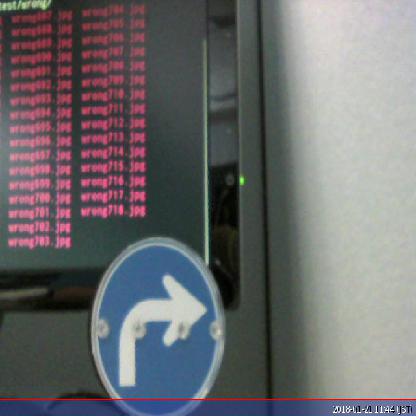 test/wrong/
wrong687.jpg wrong704.jpg
wrong688.jpg wrong705.jpg
wrong689.jpg wrong706.jpg
wrong690.jpg wrong707.jpg
wrong691.jpg wrong708.jpg
wrong692.jpg wrong709.jpg
wrong693.jpg wrong710.jpg
wrong694.jpg wrong711.jpg
wrong695.jpg wrong712.jpg
wrong696.jpg wrong713.jpg
wrong697.jpg wrong714.jpg
wrong698.jpg wrong715.jpg
wrong699.jpg wrong716.jpg
wrong700.jpg wrong717.jpg
wrong701.jpg wrong718.jpg
wrong702.jpg
wrong703.jpg